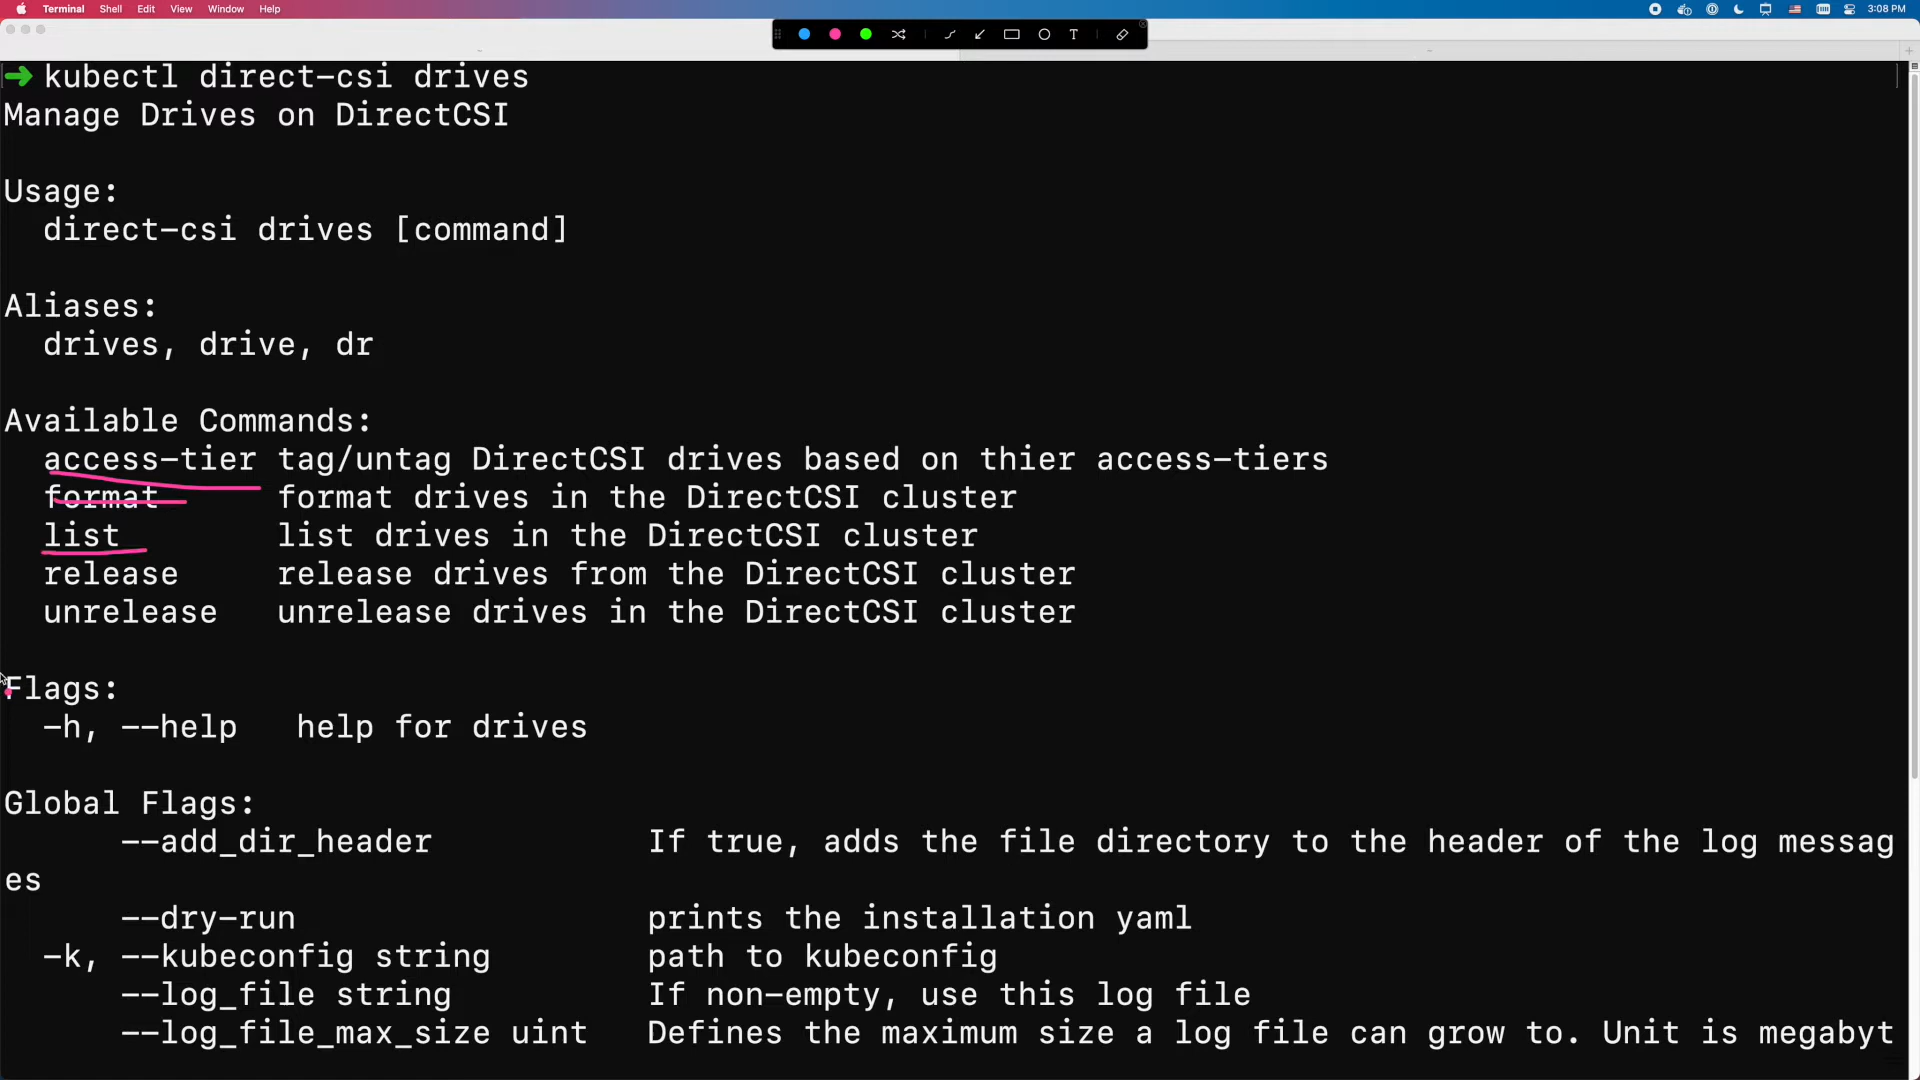 Terminal Shell Edit View Window Help 3:08 PM
T
~ ~
➜ kubectl direct-csi drives
Manage Drives on DirectCSI
Usage:
direct-csi drives [command]
Aliases:
drives, drive, dr
Available Commands:
access-tier tag/untag DirectCSI drives based on thier access-tiers
format format drives in the DirectCSI cluster
list list drives in the DirectCSI cluster
release release drives from the DirectCSI cluster
unrelease unrelease drives in the DirectCSI cluster
Flags:
-h, --help help for drives
Global Flags:
--add_dir_header If true, adds the file directory to the header of the log messag
es
--dry-run prints the installation yaml
-k, --kubeconfig string path to kubeconfig
--log_file string If non-empty, use this log file
--log_file_max_size uint Defines the maximum size a log file can grow to. Unit is megabyt